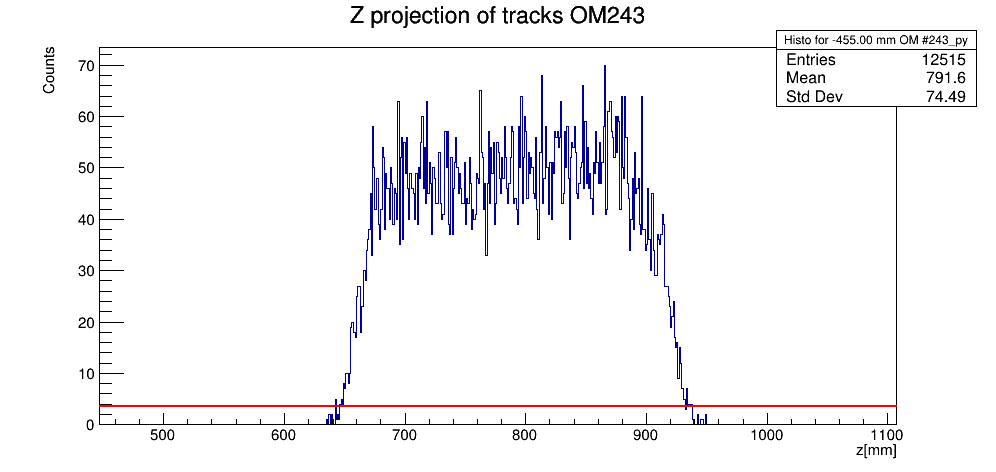 Z projection of tracks OM243
Histo for -455.00 mm OM #243_py
Entries 12515
Mean 791.6
Std Dev 74.49
Counts
70
60
50
40
30
20
10
0
500 600 700 800 900 1000 1100
z[mm]